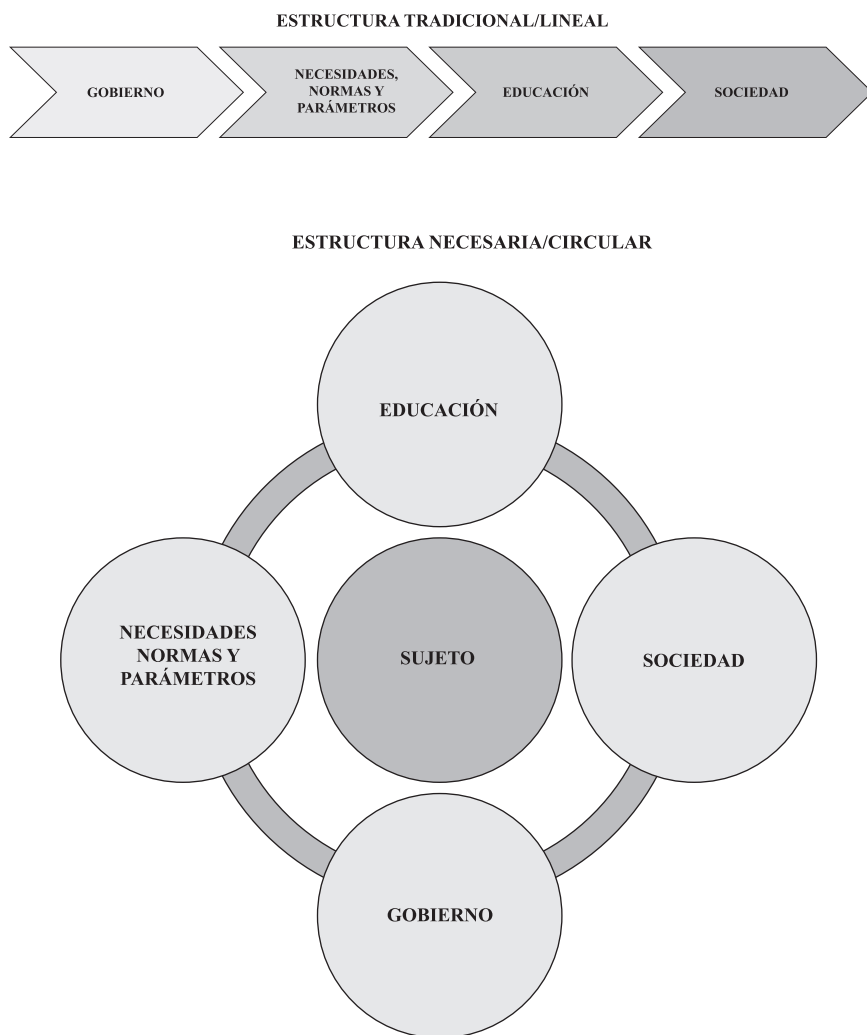 ESTRUCTURA TRADICIONAL/LINEAL
GOBIERNO
NECESIDADES,
NORMAS Y
PARÁMETROS
EDUCACIÓN
SOCIEDAD
ESTRUCTURA NECESARIA/CIRCULAR
EDUCACIÓN
NECESIDADES
NORMAS Y
PARÁMETROS
SUJETO
SOCIEDAD
GOBIERNO